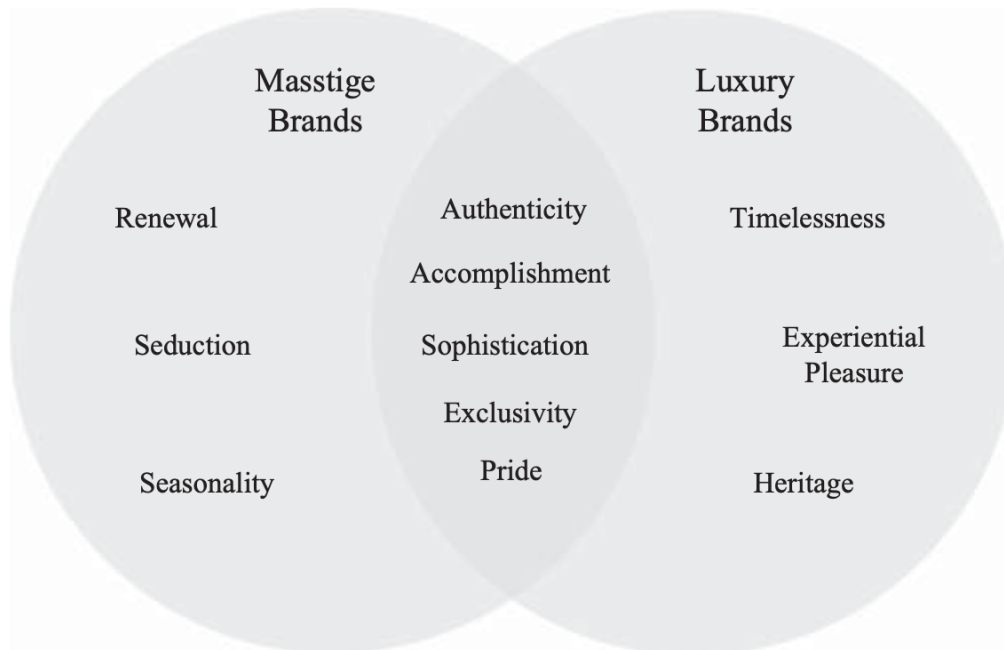 Masstige
Brands
Luxury
Brands
Renewal
Authenticity
Timelessness
Accomplishment
Seduction
Sophistication
Experiential
Pleasure
Exclusivity
Seasonality
Pride
Heritage